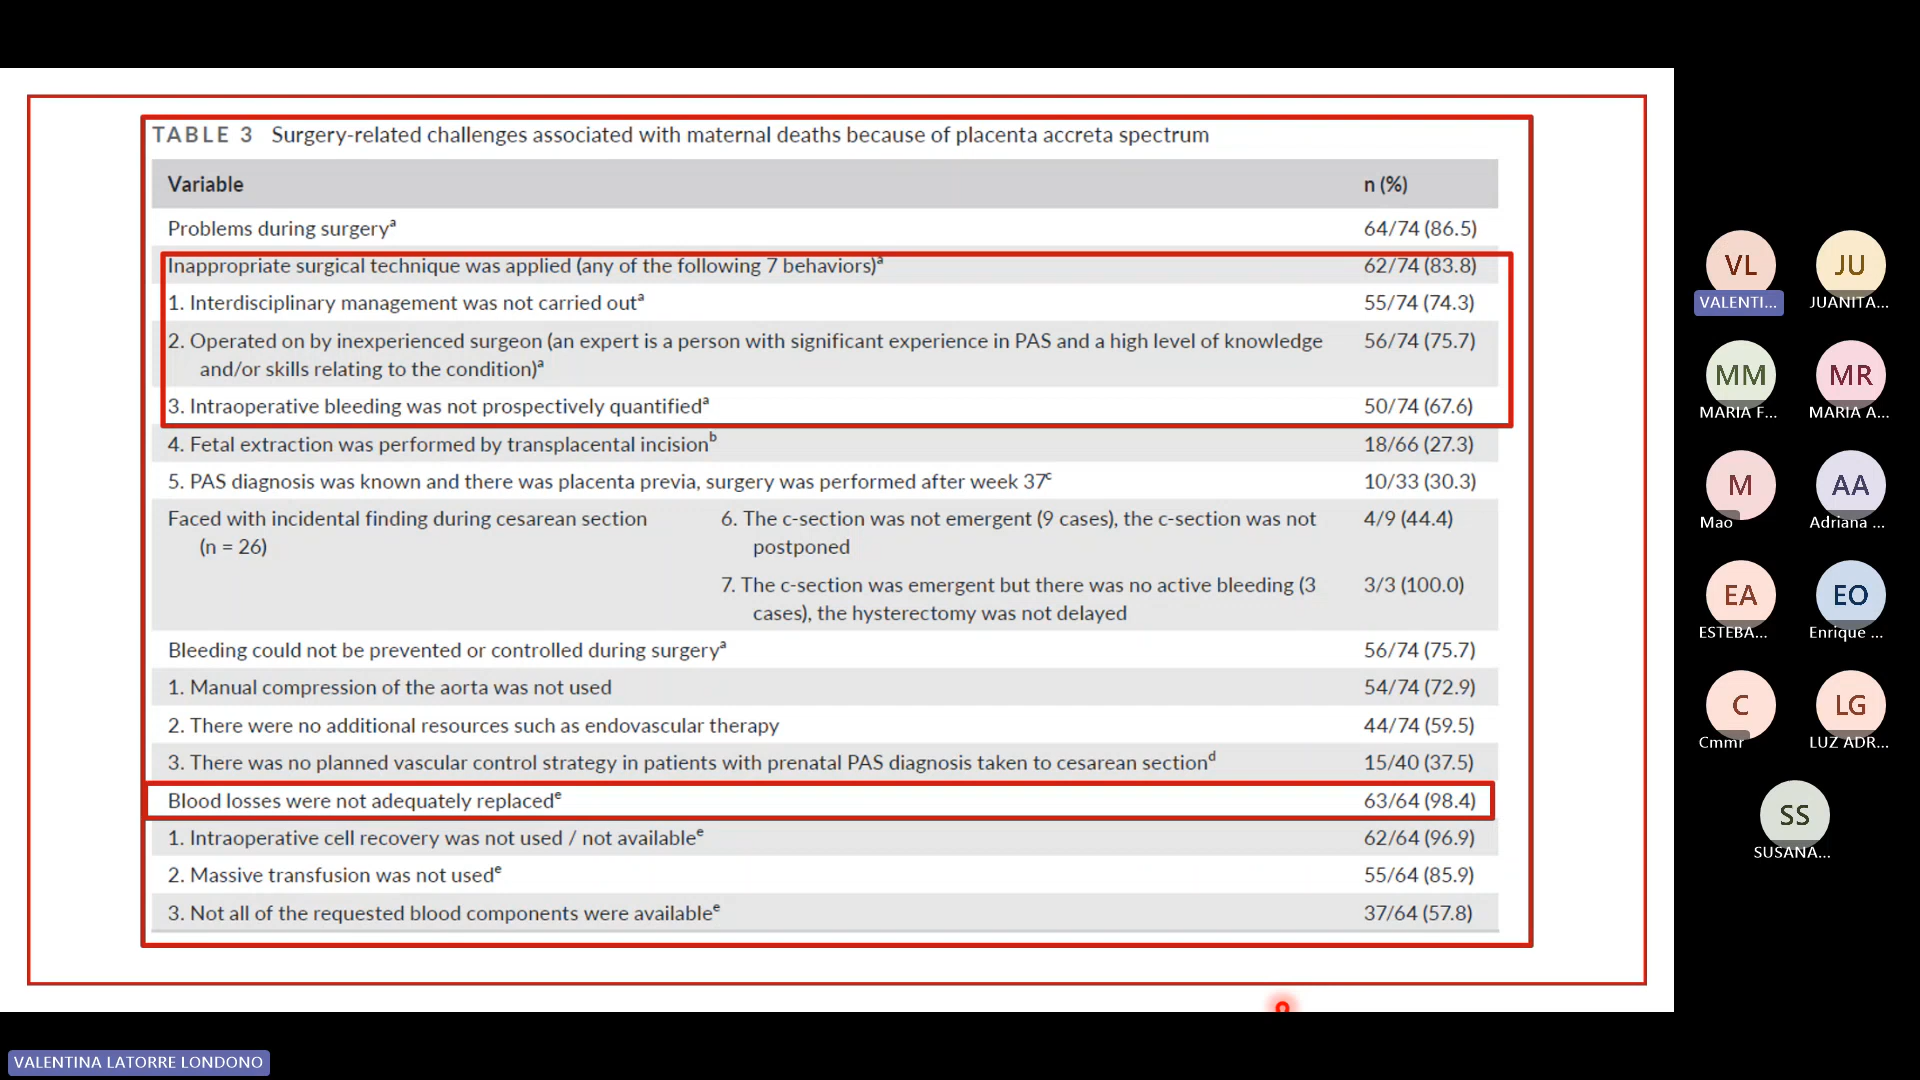 TABLE 3 Surgery-related challenges associated with maternal deaths because of placenta accreta spectrum
Variable n (%)
Problems during surgeryᵃ 64/74 (86.5)
Inappropriate surgical technique was applied (any of the following 7 behaviors)ᵃ 62/74 (83.8)
1. Interdisciplinary management was not carried outᵃ 55/74 (74.3)
2. Operated on by inexperienced surgeon (an expert is a person with significant experience in PAS and a high level of knowledge 56/74 (75.7)
and/or skills relating to the condition)ᵃ
3. Intraoperative bleeding was not prospectively quantifiedᵃ 50/74 (67.6)
4. Fetal extraction was performed by transplacental incisionᵇ 18/66 (27.3)
5. PAS diagnosis was known and there was placenta previa, surgery was performed after week 37ᶜ 10/33 (30.3)
Faced with incidental finding during cesarean section 6. The c-section was not emergent (9 cases), the c-section was not 4/9 (44.4)
(n = 26) postponed
7. The c-section was emergent but there was no active bleeding (3 3/3 (100.0)
cases), the hysterectomy was not delayed
Bleeding could not be prevented or controlled during surgeryᵃ 56/74 (75.7)
1. Manual compression of the aorta was not used 54/74 (72.9)
2. There were no additional resources such as endovascular therapy 44/74 (59.5)
3. There was no planned vascular control strategy in patients with prenatal PAS diagnosis taken to cesarean sectionᵈ 15/40 (37.5)
Blood losses were not adequately replacedᵉ 63/64 (98.4)
1. Intraoperative cell recovery was not used / not availableᵉ 62/64 (96.9)
2. Massive transfusion was not usedᵉ 55/64 (85.9)
3. Not all of the requested blood components were availableᵉ 37/64 (57.8)
VL JU
VALENTI... JUANITA...
MM MR
MARIA F... MARIA A...
M AA
Mao Adriana ...
EA EO
ESTEBA... Enrique ...
C LG
Cmmr LUZ ADR...
SS
SUSANA...
VALENTINA LATORRE LONDONO